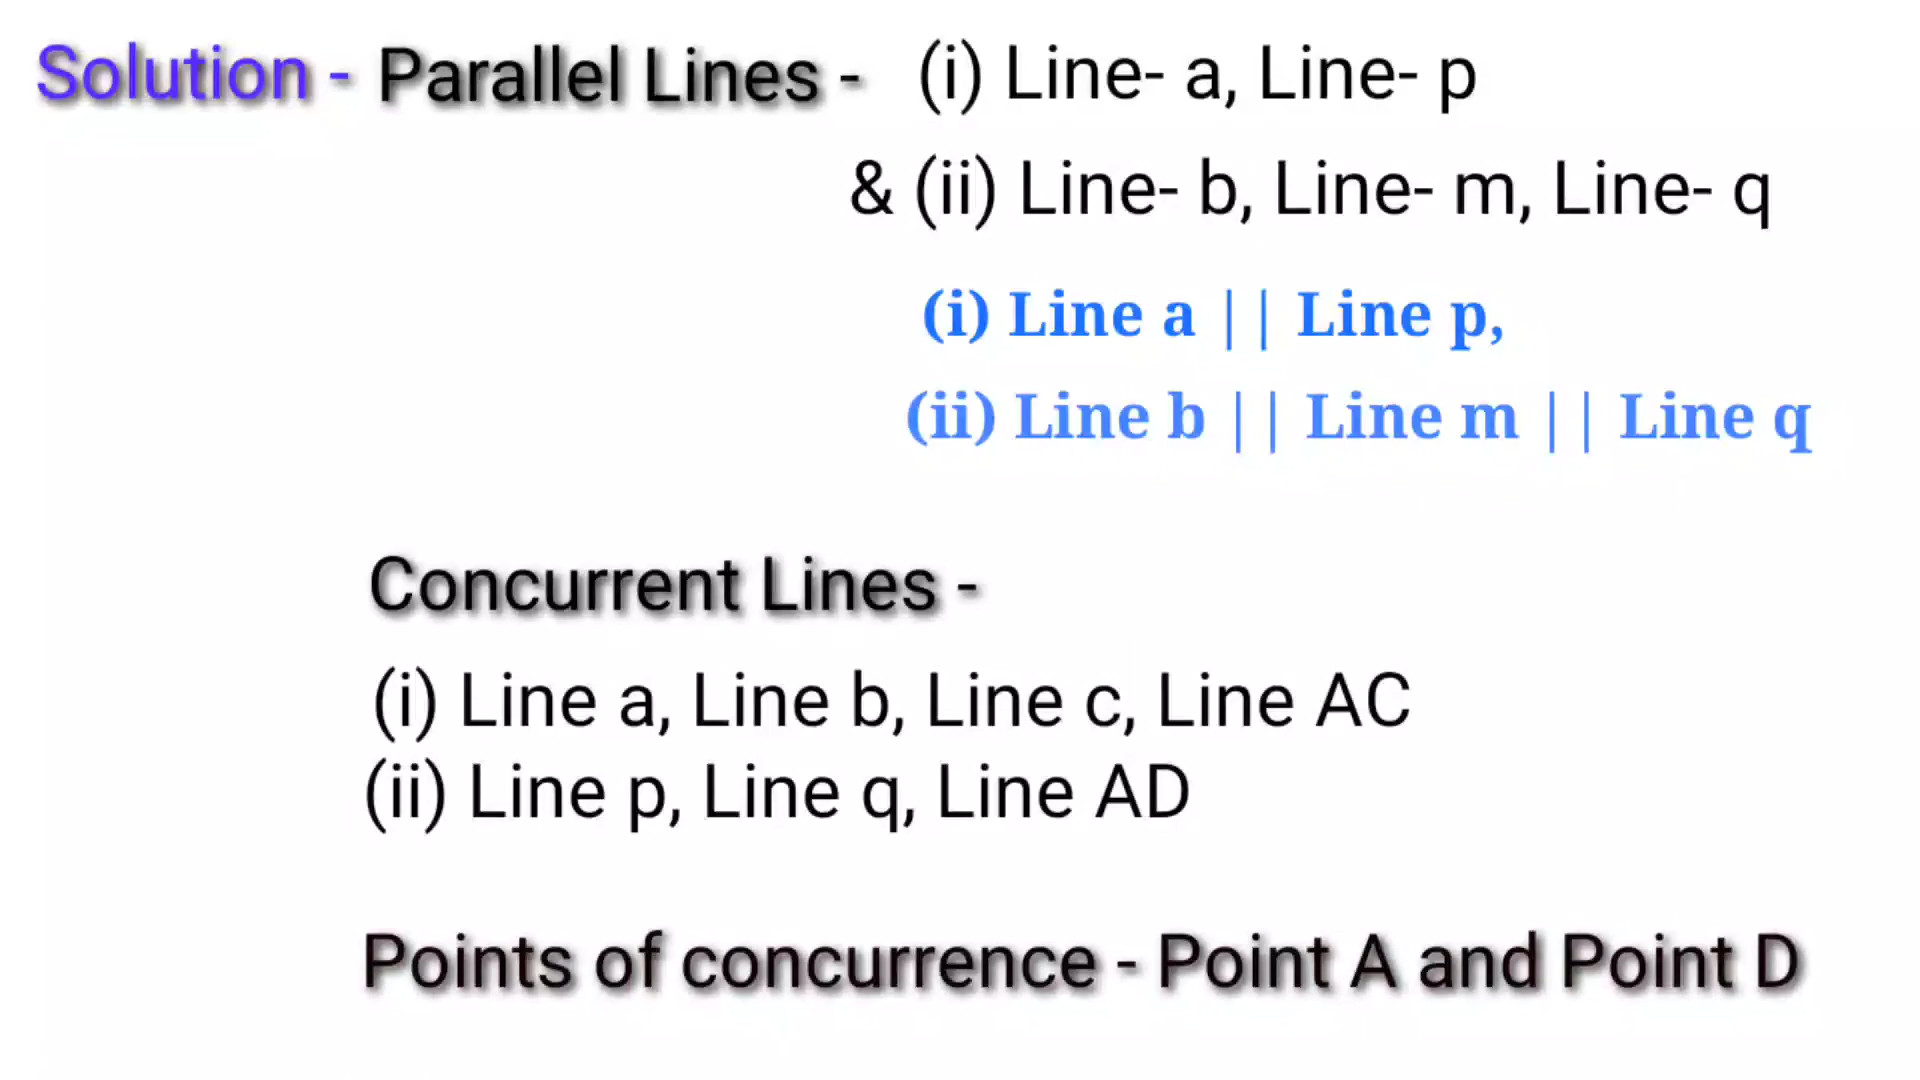 Solution - Parallel Lines - (i) Line- a, Line- p
& (ii) Line- b, Line- m, Line- q
(i) Line a || Line p,
(ii) Line b || Line m || Line q
Concurrent Lines -
(i) Line a, Line b, Line c, Line AC
(ii) Line p, Line q, Line AD
Points of concurrence - Point A and Point D